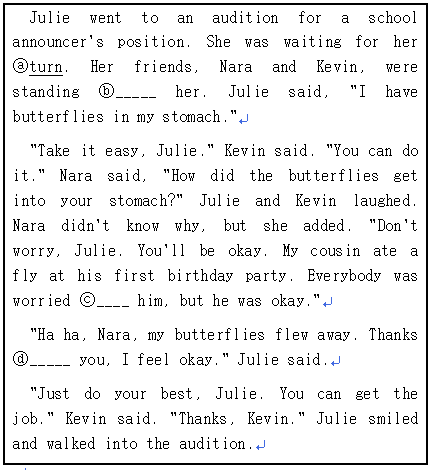 Julie went to an audition for a school
announcer's position. She was waiting for her
ⓐturn. Her friends, Nara and Kevin, were
standing ⓑ_____ her. Julie said, "I have
butterflies in my stomach."↵
"Take it easy, Julie." Kevin said. "You can do
it." Nara said, "How did the butterflies get
into your stomach?" Julie and Kevin laughed.
Nara didn't know why, but she added. "Don't
worry, Julie. You'll be okay. My cousin ate a
fly at his first birthday party. Everybody was
worried ⓒ____ him, but he was okay."↵
"Ha ha, Nara, my butterflies flew away. Thanks
ⓓ_____ you, I feel okay." Julie said.↵
"Just do your best, Julie. You can get the
job." Kevin said. "Thanks, Kevin." Julie smiled
and walked into the audition.↵